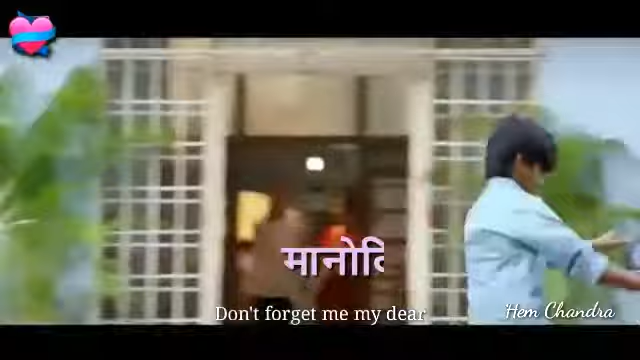 मानोदि
Don't forget me my dear
Hem Chandra